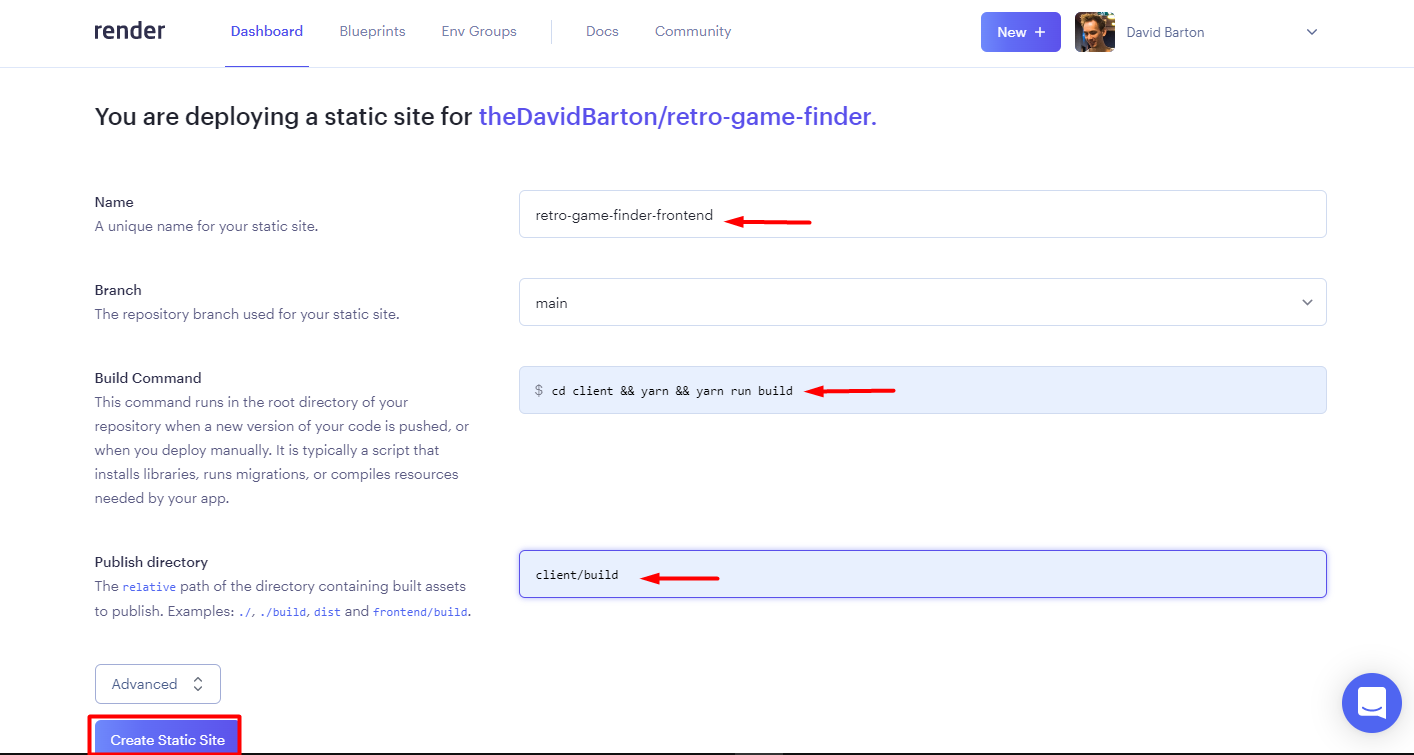 render
Dashboard
Blueprints
Env Groups
Docs
Community
New +
David Barton
You are deploying a static site for theDavidBarton/retro-game-finder.
Name
A unique name for your static site.
retro-game-finder-frontend
Branch
The repository branch used for your static site.
main
Build Command
This command runs in the root directory of your
repository when a new version of your code is pushed, or
when you deploy manually. It is typically a script that
installs libraries, runs migrations, or compiles resources
needed by your app.
$ cd client && yarn && yarn run build
Publish directory
The relative path of the directory containing built assets
to publish. Examples: ./, ./build, dist and frontend/build.
client/build
Advanced
Create Static Site